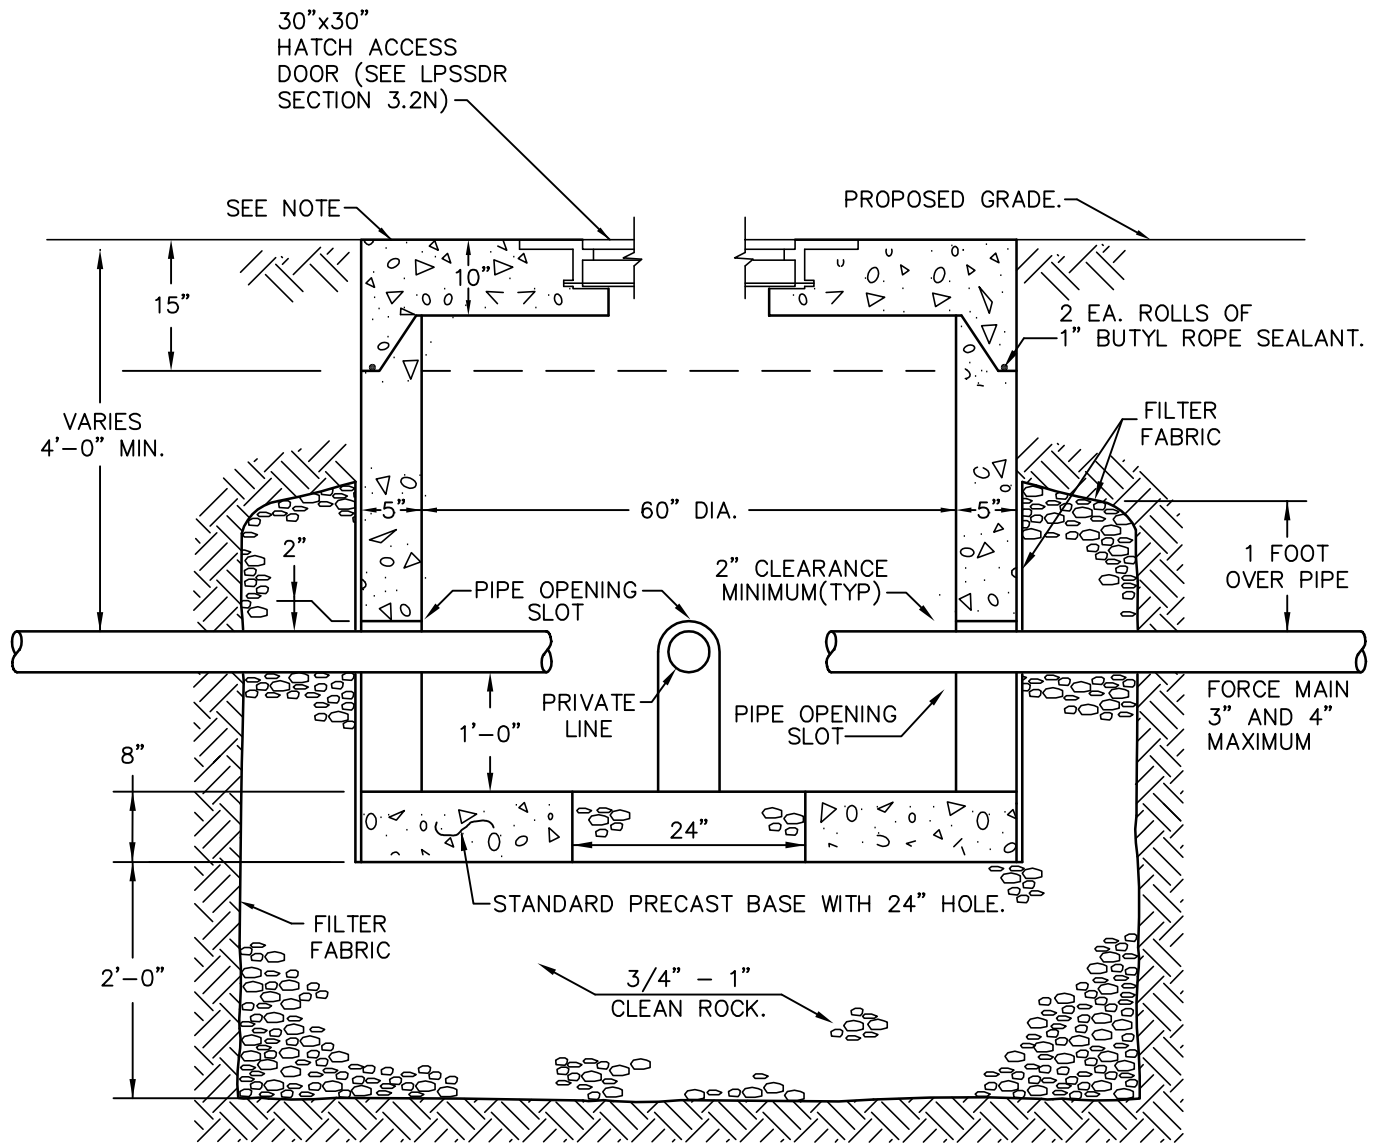 30"x30"
HATCH ACCESS
DOOR (SEE LPSSDR
SECTION 3.2N)
SEE NOTE
PROPOSED GRADE.
10"
15"
2 EA. ROLLS OF
1" BUTYL ROPE SEALANT.
VARIES
4'-0" MIN.
FILTER
FABRIC
5"
60" DIA.
5"
2"
1 FOOT
OVER PIPE
PIPE OPENING
SLOT
2" CLEARANCE
MINIMUM(TYP)
PRIVATE
LINE
PIPE OPENING
SLOT
FORCE MAIN
3" AND 4"
MAXIMUM
1'-0"
8"
24"
STANDARD PRECAST BASE WITH 24" HOLE.
FILTER
FABRIC
2'-0"
3/4" - 1"
CLEAN ROCK.